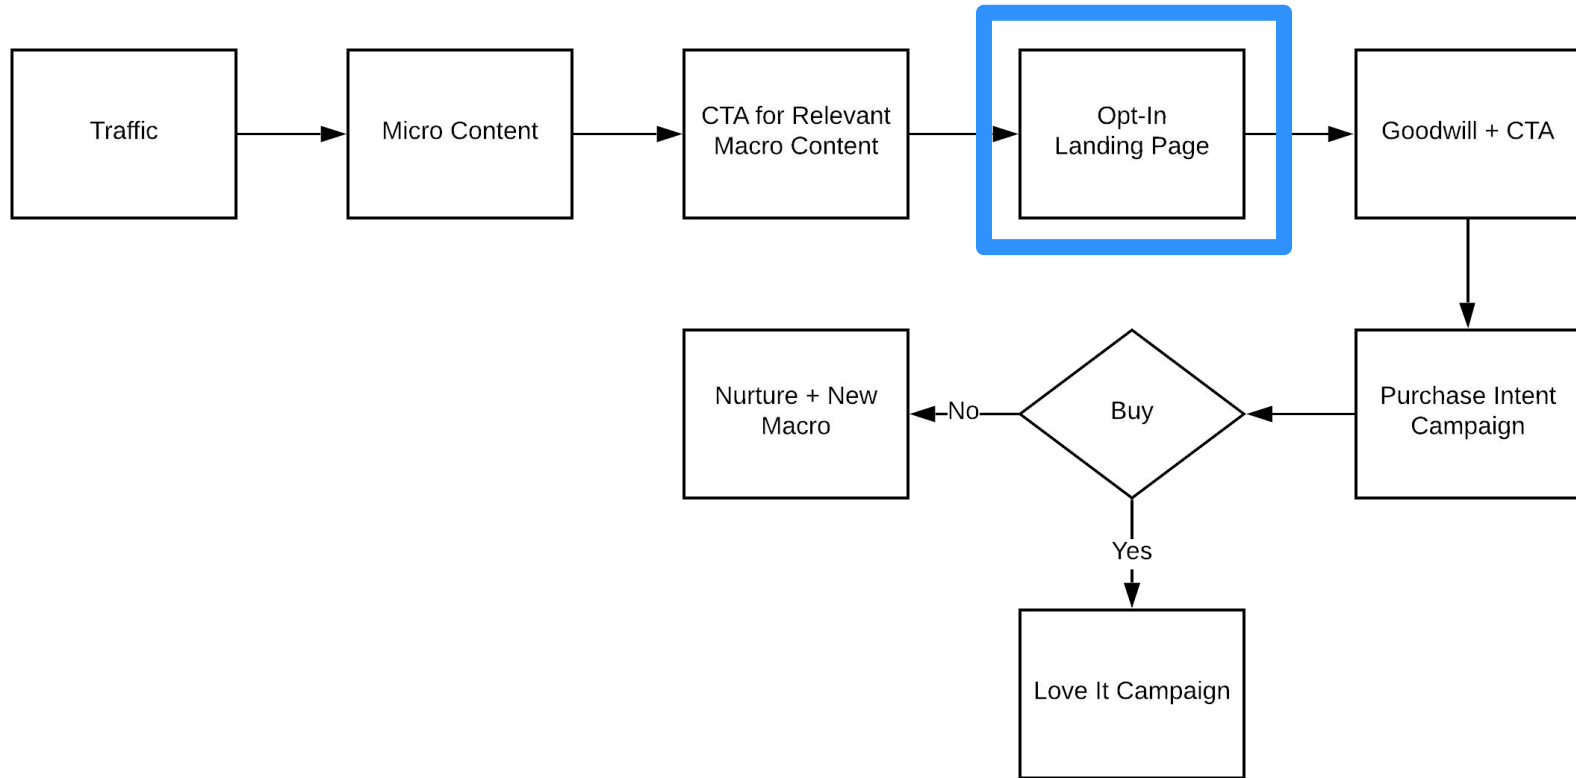 Traffic
Micro Content
CTA for Relevant
Macro Content
Opt-In
Landing Page
Goodwill + CTA
Nurture + New
Macro
No
Buy
Purchase Intent
Campaign
Yes
Love It Campaign